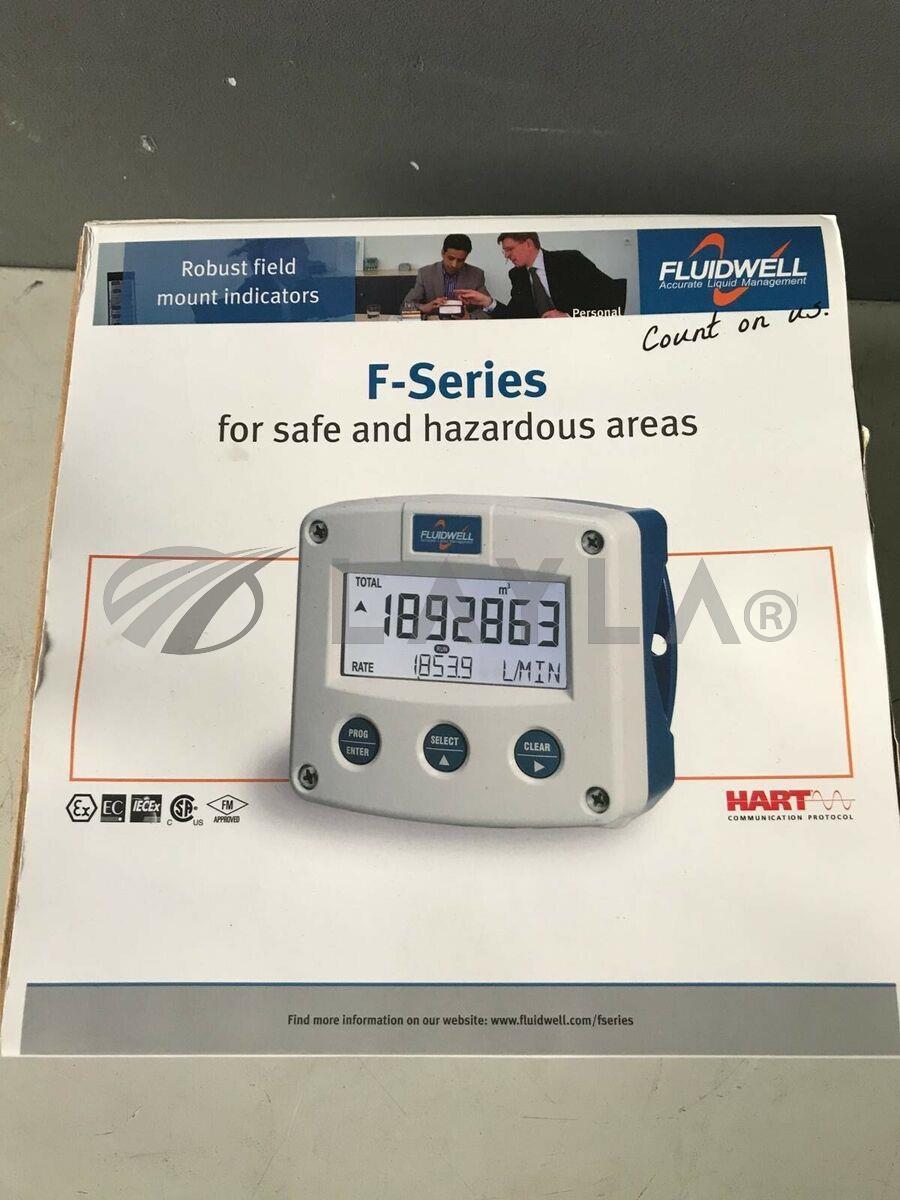 Robust field
mount indicators
Personal
FLUIDWELL
Accurate Liquid Management
Count on us.
F-Series
for safe and hazardous areas
FLUIDWELL
LAYLA®
TOTAL
m³
1892863
RUN
RATE
1853.9 L/MIN
PROG
ENTER
SELECT
CLEAR
Ex
EC
IECEx
C US
FM
APPROVED
HART
COMMUNICATION PROTOCOL
Find more information on our website: www.fluidwell.com/fseries